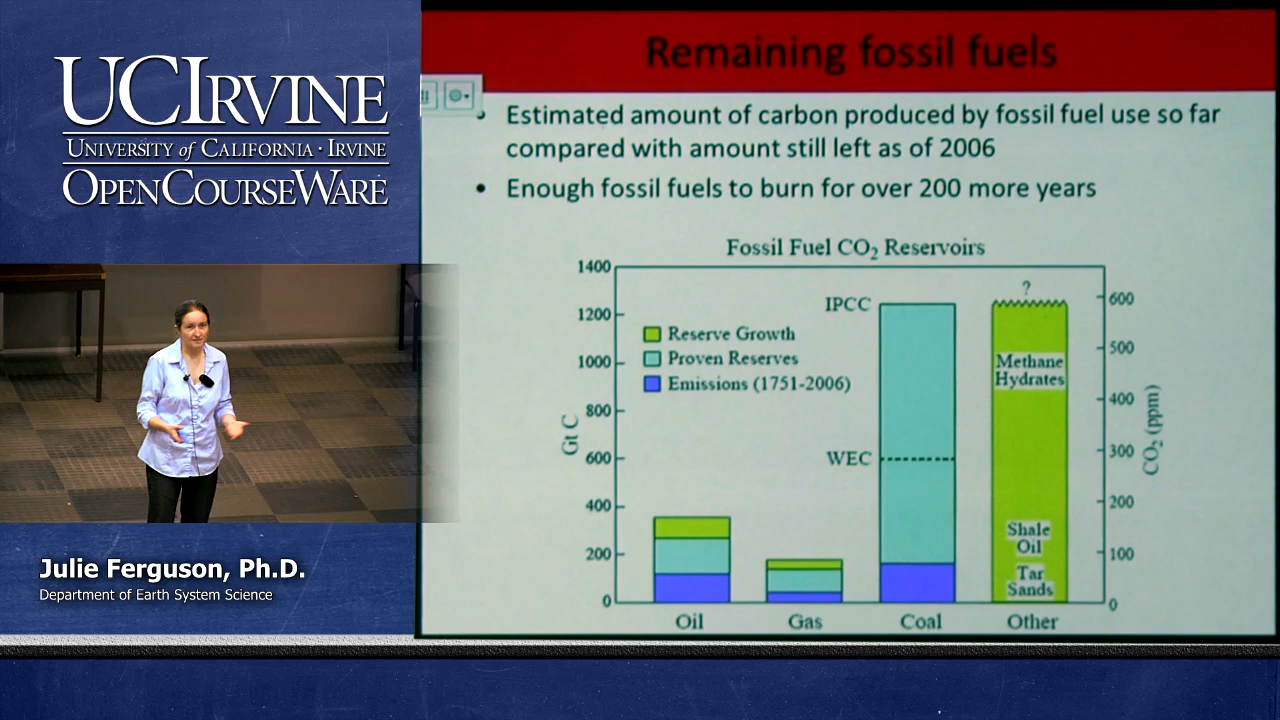 UCIRVINE
UNIVERSITY of CALIFORNIA · IRVINE
OPENCOURSEWARE
Julie Ferguson, Ph.D.
Department of Earth System Science
Remaining fossil fuels
• Estimated amount of carbon produced by fossil fuel use so far
compared with amount still left as of 2006
• Enough fossil fuels to burn for over 200 more years
Fossil Fuel CO₂ Reservoirs
Gt C
1400
1200
1000
800
600
400
200
0
Reserve Growth
Proven Reserves
Emissions (1751-2006)
IPCC
WEC
?
Methane
Hydrates
Shale
Oil
Tar
Sands
600
500
400
300
200
100
0
CO₂ (ppm)
Oil
Gas
Coal
Other